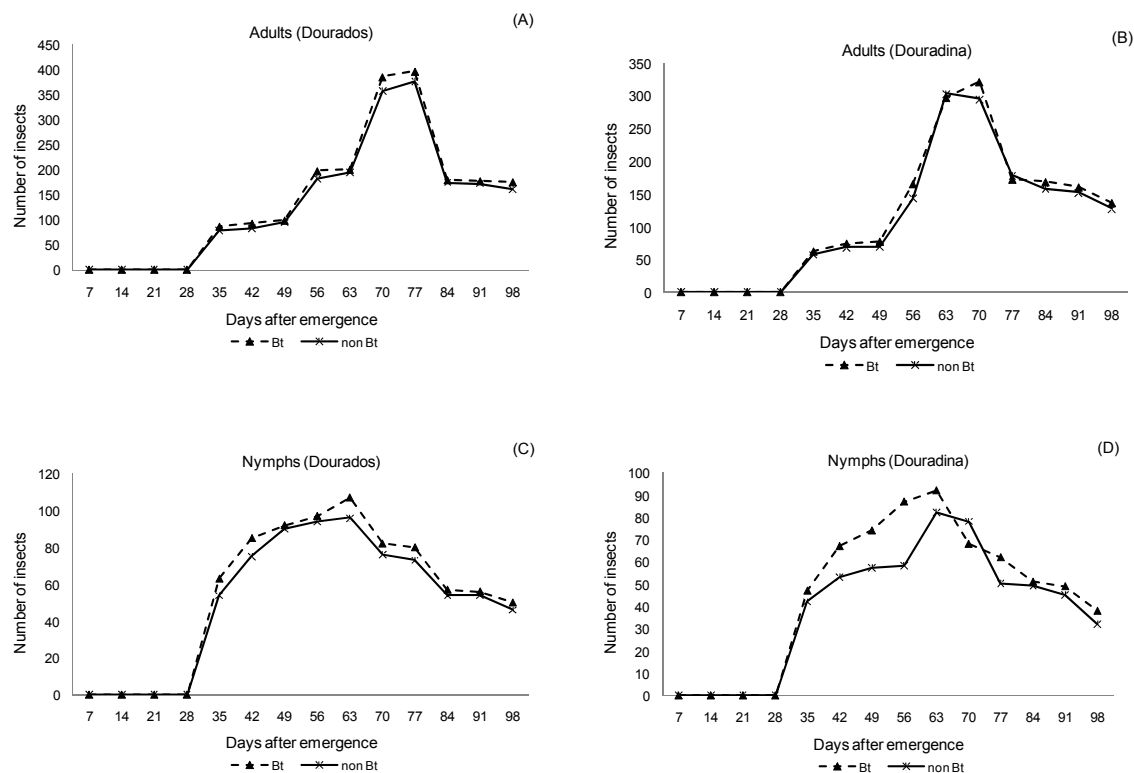 (A)
Adults (Dourados)
450
400
350
300
250
200
150
100
50
0
Number of insects
7 14 21 28 35 42 49 56 63 70 77 84 91 98
Days after emergence
Bt non Bt
(B)
Adults (Douradina)
350
300
250
200
150
100
50
0
Number of insects
7 14 21 28 35 42 49 56 63 70 77 84 91 98
Days after emergence
Bt non Bt
(C)
Nymphs (Dourados)
120
100
80
60
40
20
0
Number of insects
7 14 21 28 35 42 49 56 63 70 77 84 91 98
Days after emergence
Bt non Bt
(D)
Nymphs (Douradina)
100
90
80
70
60
50
40
30
20
10
0
Number of insects
7 14 21 28 35 42 49 56 63 70 77 84 91 98
Days after emergence
Bt non Bt